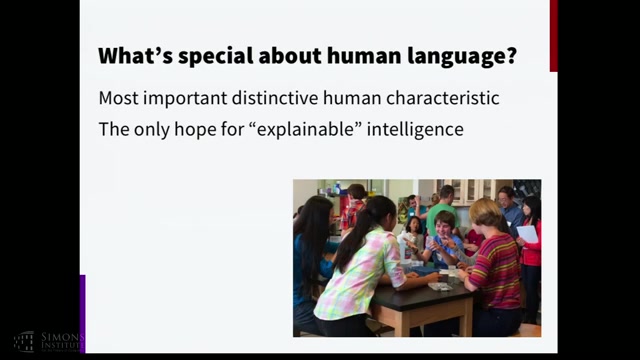 What's special about human language?
Most important distinctive human characteristic
The only hope for "explainable" intelligence
SIMONS
INSTITUTE